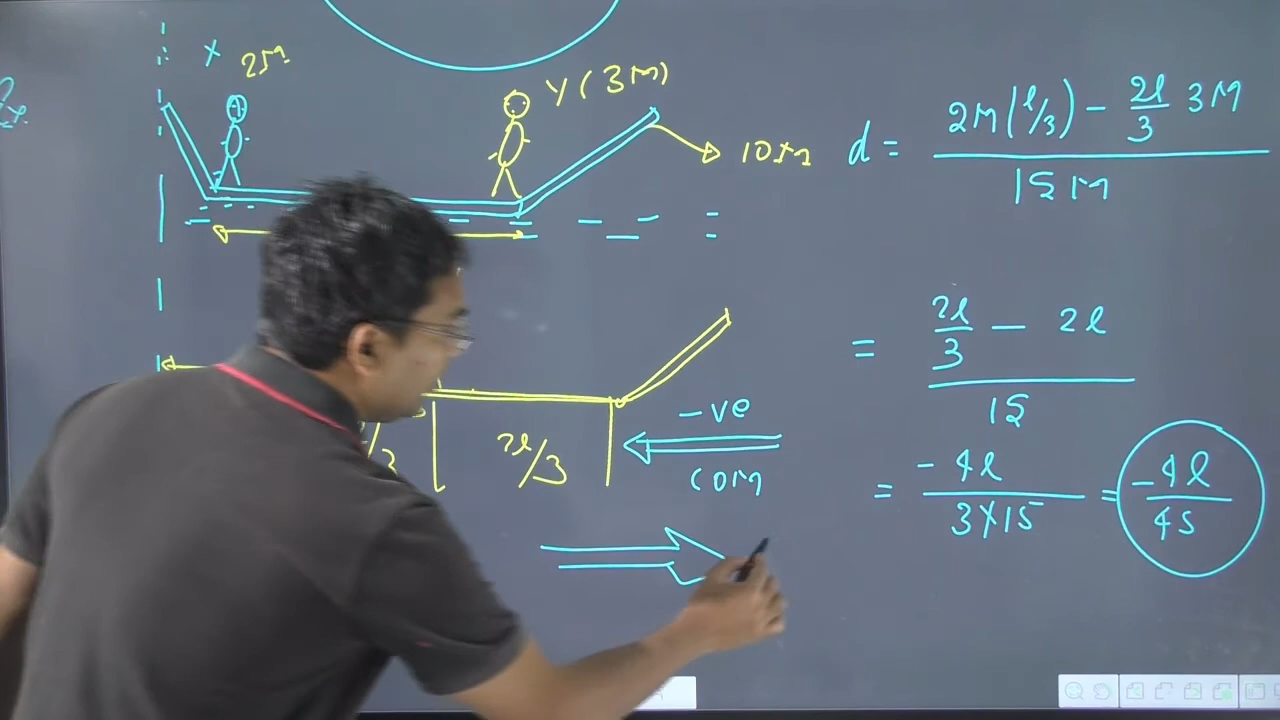 x 2M
Y (3M)
10M
l/3
2l/3
-ve
COM
d = 2M(l/3) - 2l/3 3M
15M
= 2l/3 - 2l
15
= -4l / 3×15 = -4l / 45